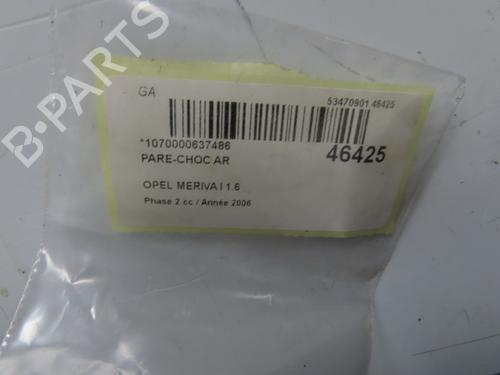 B-PARTS
GA
53470901 46425
*1070000637486
46425
PARE-CHOC AR
OPEL MERIVA I 1.6
Phase 2 cc / Année 2006